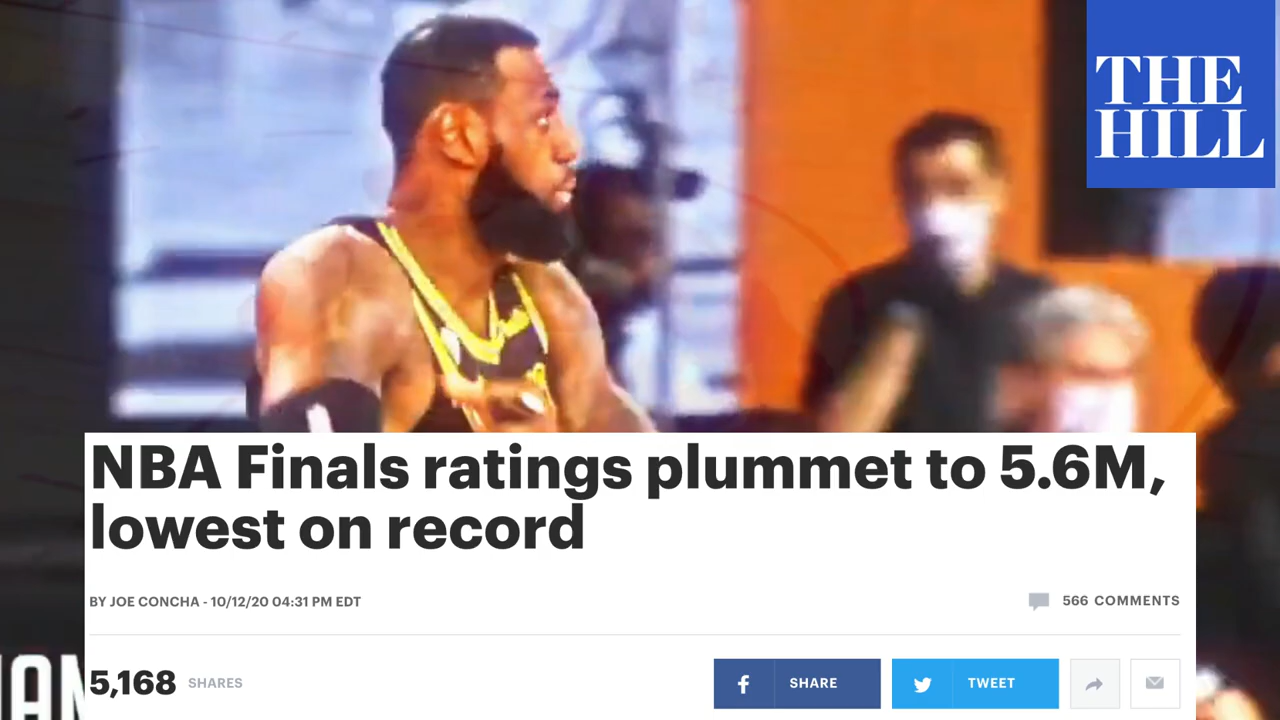 THE
HILL
NBA Finals ratings plummet to 5.6M,
lowest on record
BY JOE CONCHA - 10/12/20 04:31 PM EDT
566 COMMENTS
5,168 SHARES
f SHARE
TWEET